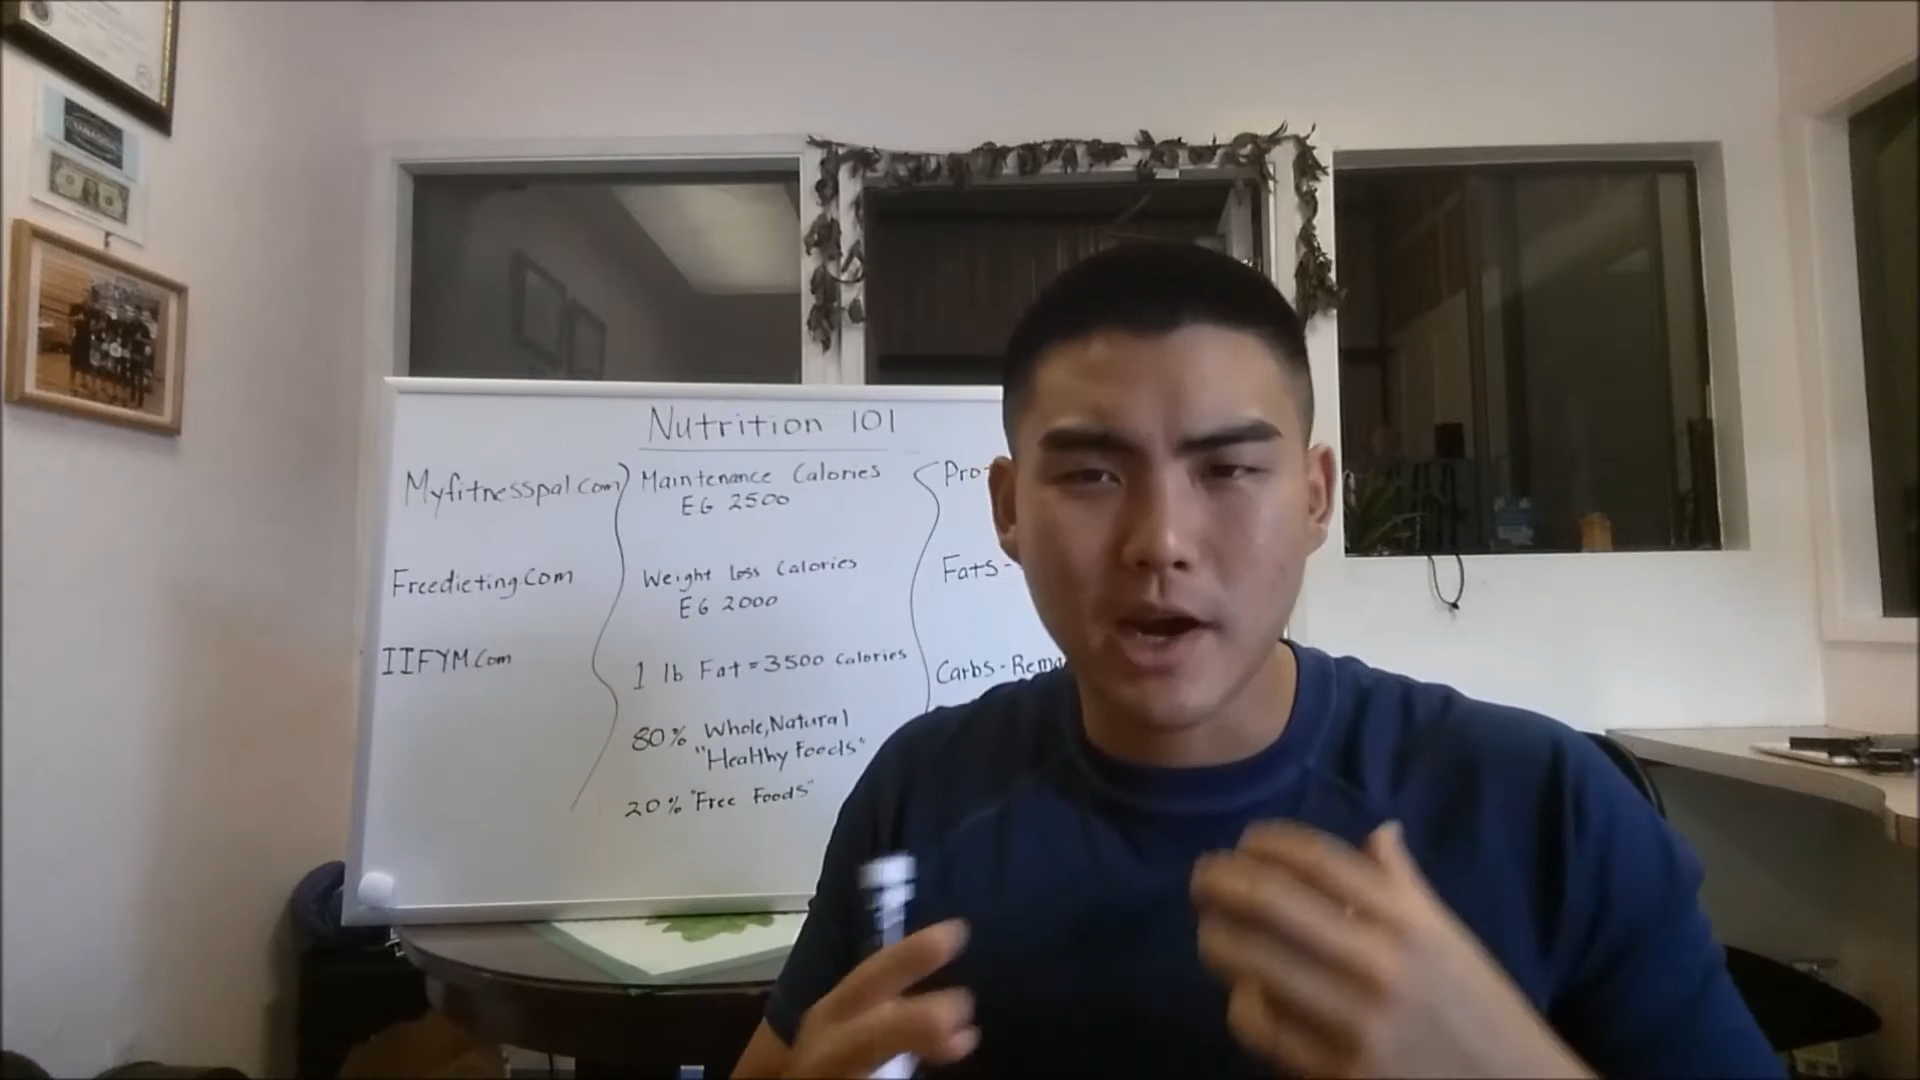 Nutrition 101
Myfitnesspal.com
Freedieting.com
IIFYM.com
Maintenance Calories
EG 2500
Weight loss Calories
EG 2000
1 lb Fat = 3500 calories
80% Whole, Natural
"Healthy Foods"
20% "Free Foods"
Pro
Fats -
Carbs - Rema